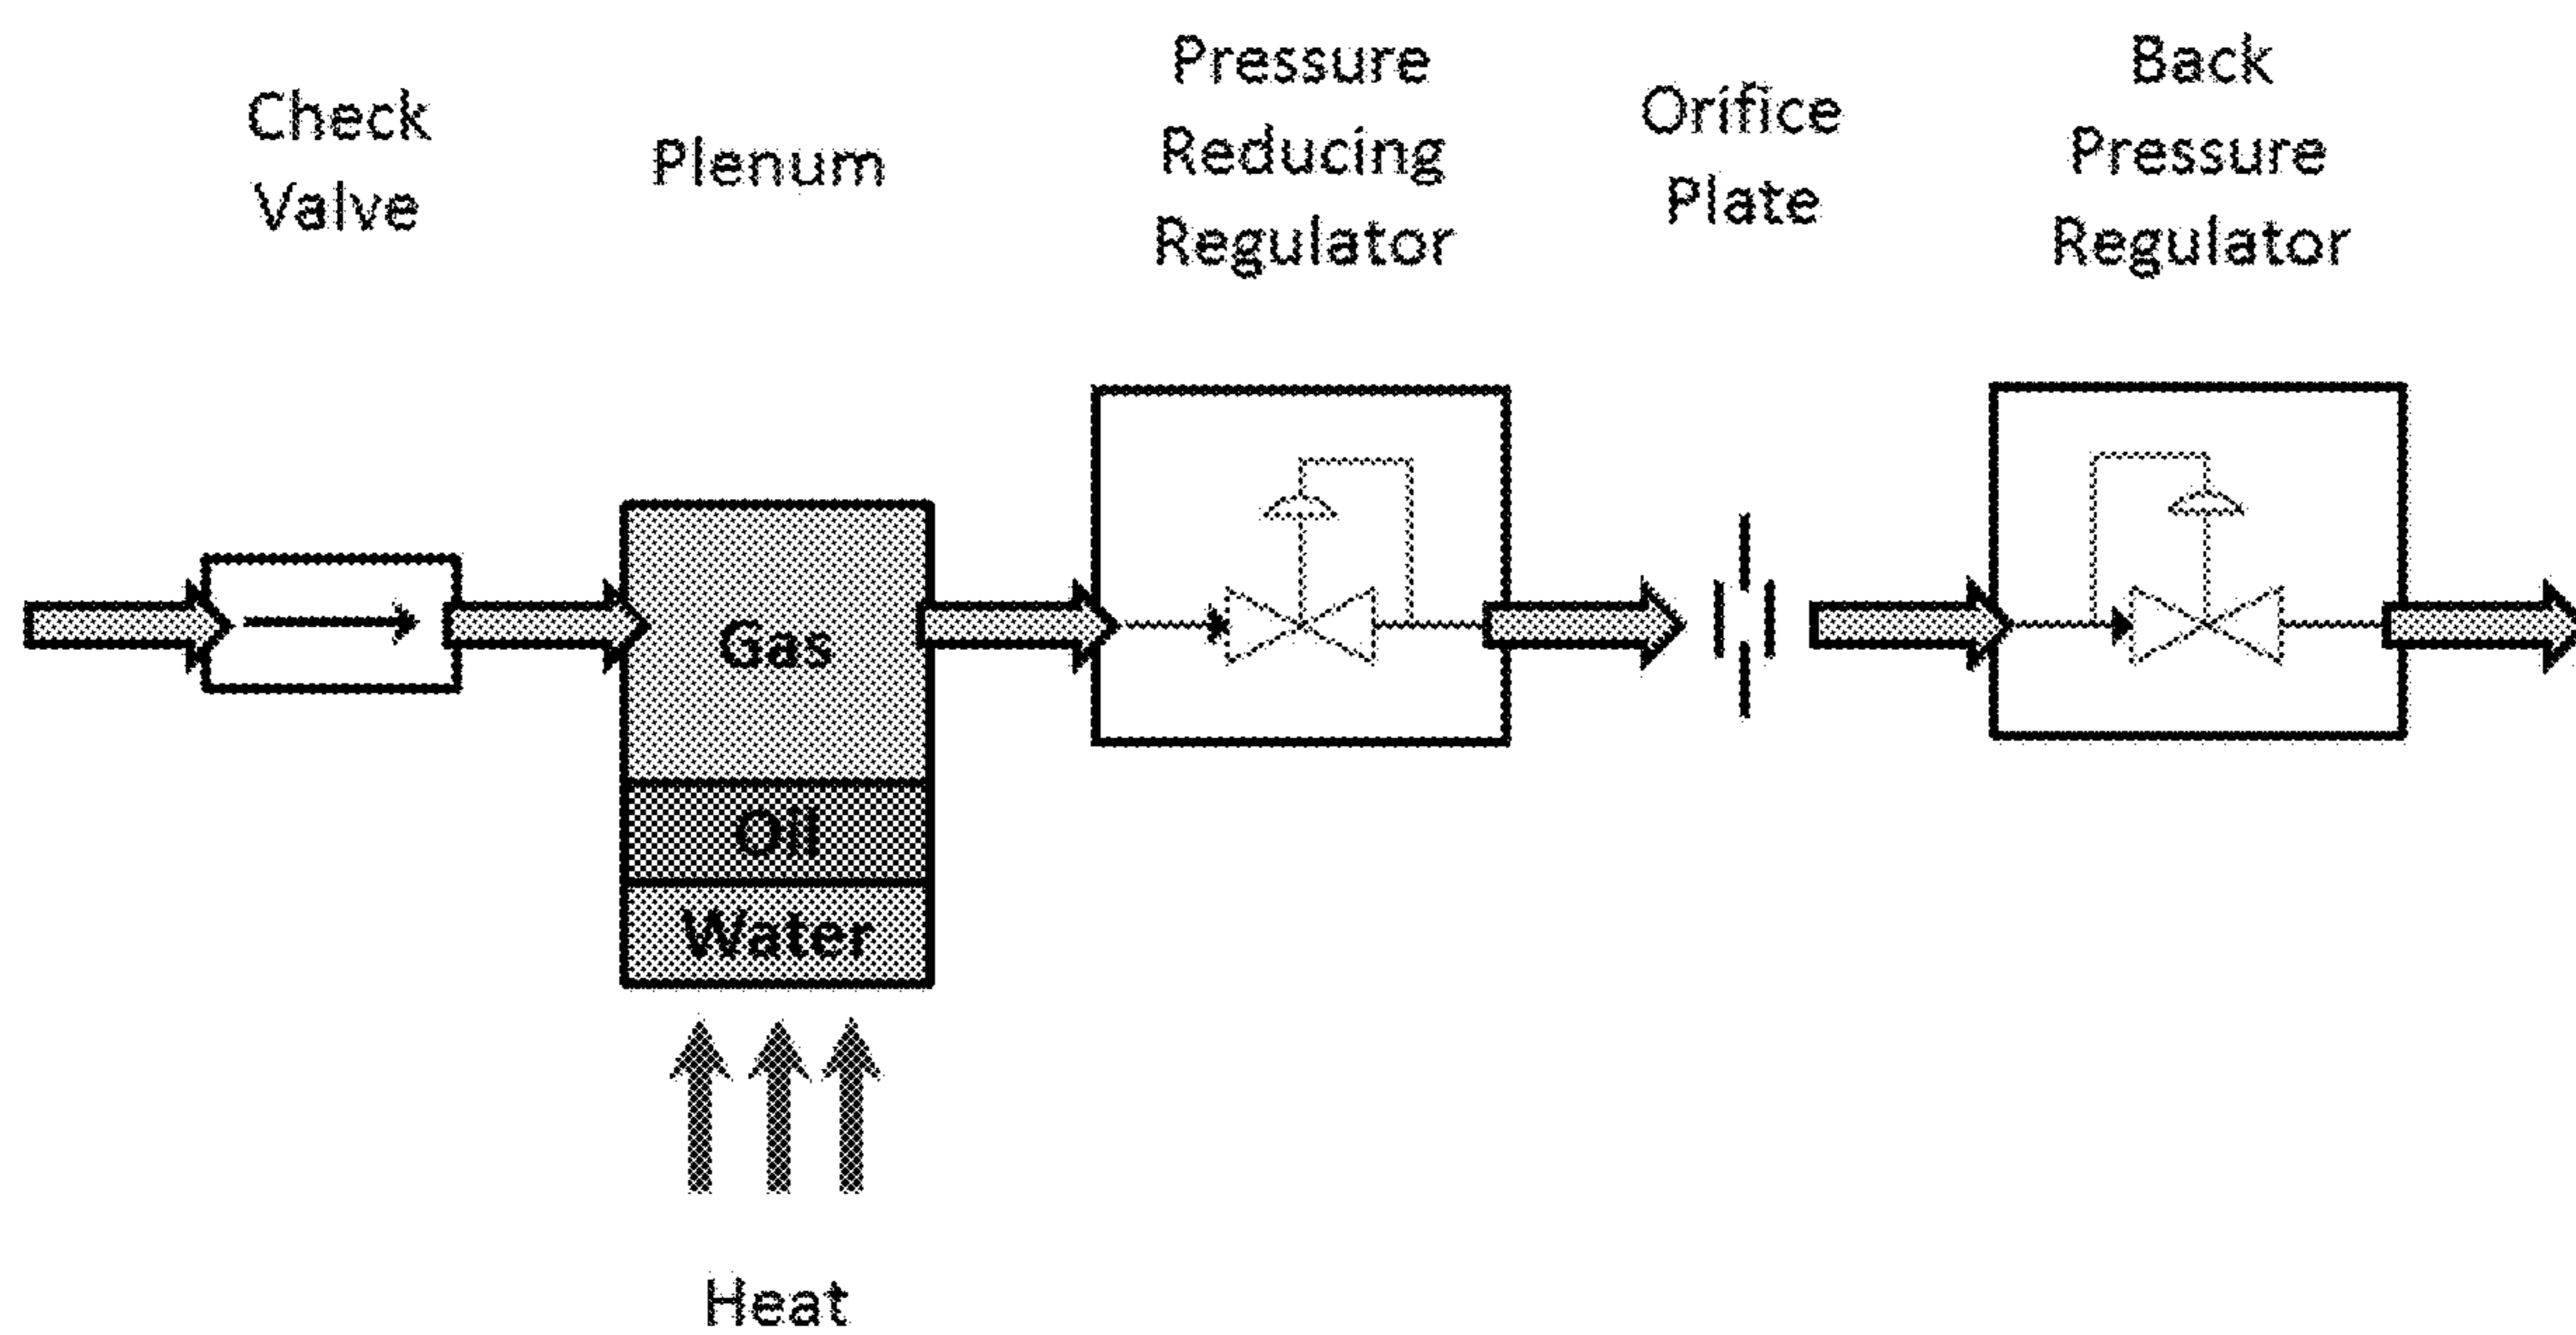 Check
Valve
Plenum
Pressure
Reducing
Regulator
Orifice
Plate
Back
Pressure
Regulator
Gas
Oil
Water
Heat